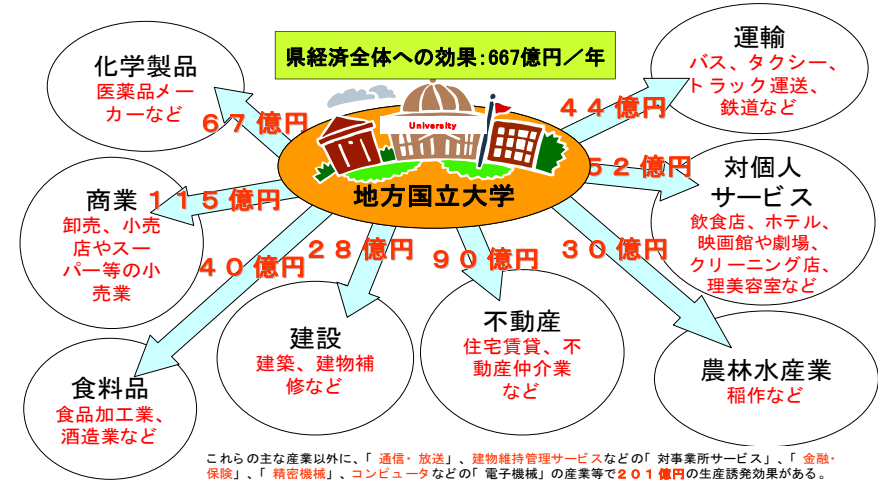 県経済全体への効果:667億円／年
化学製品
医薬品メー
カーなど
67億円
University
地方国立大学
運輸
バス、タクシー、
トラック運送、
鉄道など
44億円
商業
卸売、小売
店やスー
パー等の小
売業
115億円
52億円
対個人
サービス
飲食店、ホテル、
映画館や劇場、
クリーニング店、
理美容室など
40億円
28億円
90億円
30億円
食料品
食品加工業、
酒造業など
建設
建築、建物補
修など
不動産
住宅賃貸、不
動産仲介業
など
農林水産業
稲作など
これらの主な産業以外に、「通信・放送」、建物維持管理サービスなどの「対事業所サービス」、「金融・
保険」、「精密機械」、コンピュータなどの「電子機械」の産業等で201億円の生産誘発効果がある。